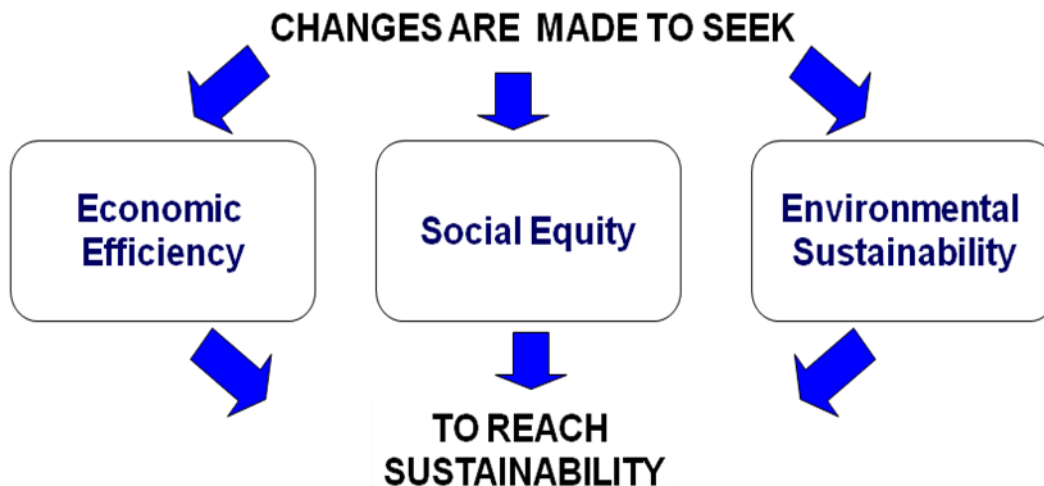 CHANGES ARE MADE TO SEEK
Economic
Efficiency
Social Equity
Environmental
Sustainability
TO REACH
SUSTAINABILITY